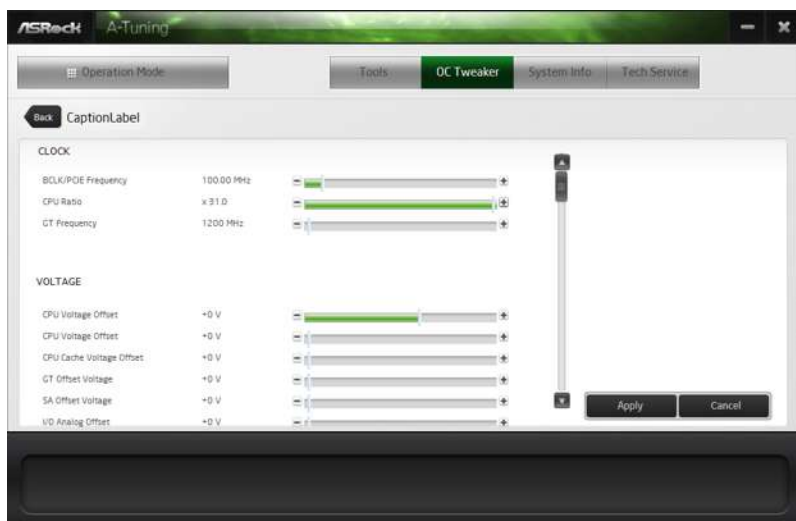 ASRock A-Tuning
Operation Mode Tools OC Tweaker System Info Tech Service
Back CaptionLabel
CLOCK
BCLK/PCIE Frequency 100.00 MHz
CPU Ratio x 31.0
GT Frequency 1200 MHz
VOLTAGE
CPU Voltage Offset +0 V
CPU Voltage Offset +0 V
CPU Cache Voltage Offset +0 V
GT Offset Voltage +0 V
SA Offset Voltage +0 V
I/O Analog Offset +0 V
Apply Cancel